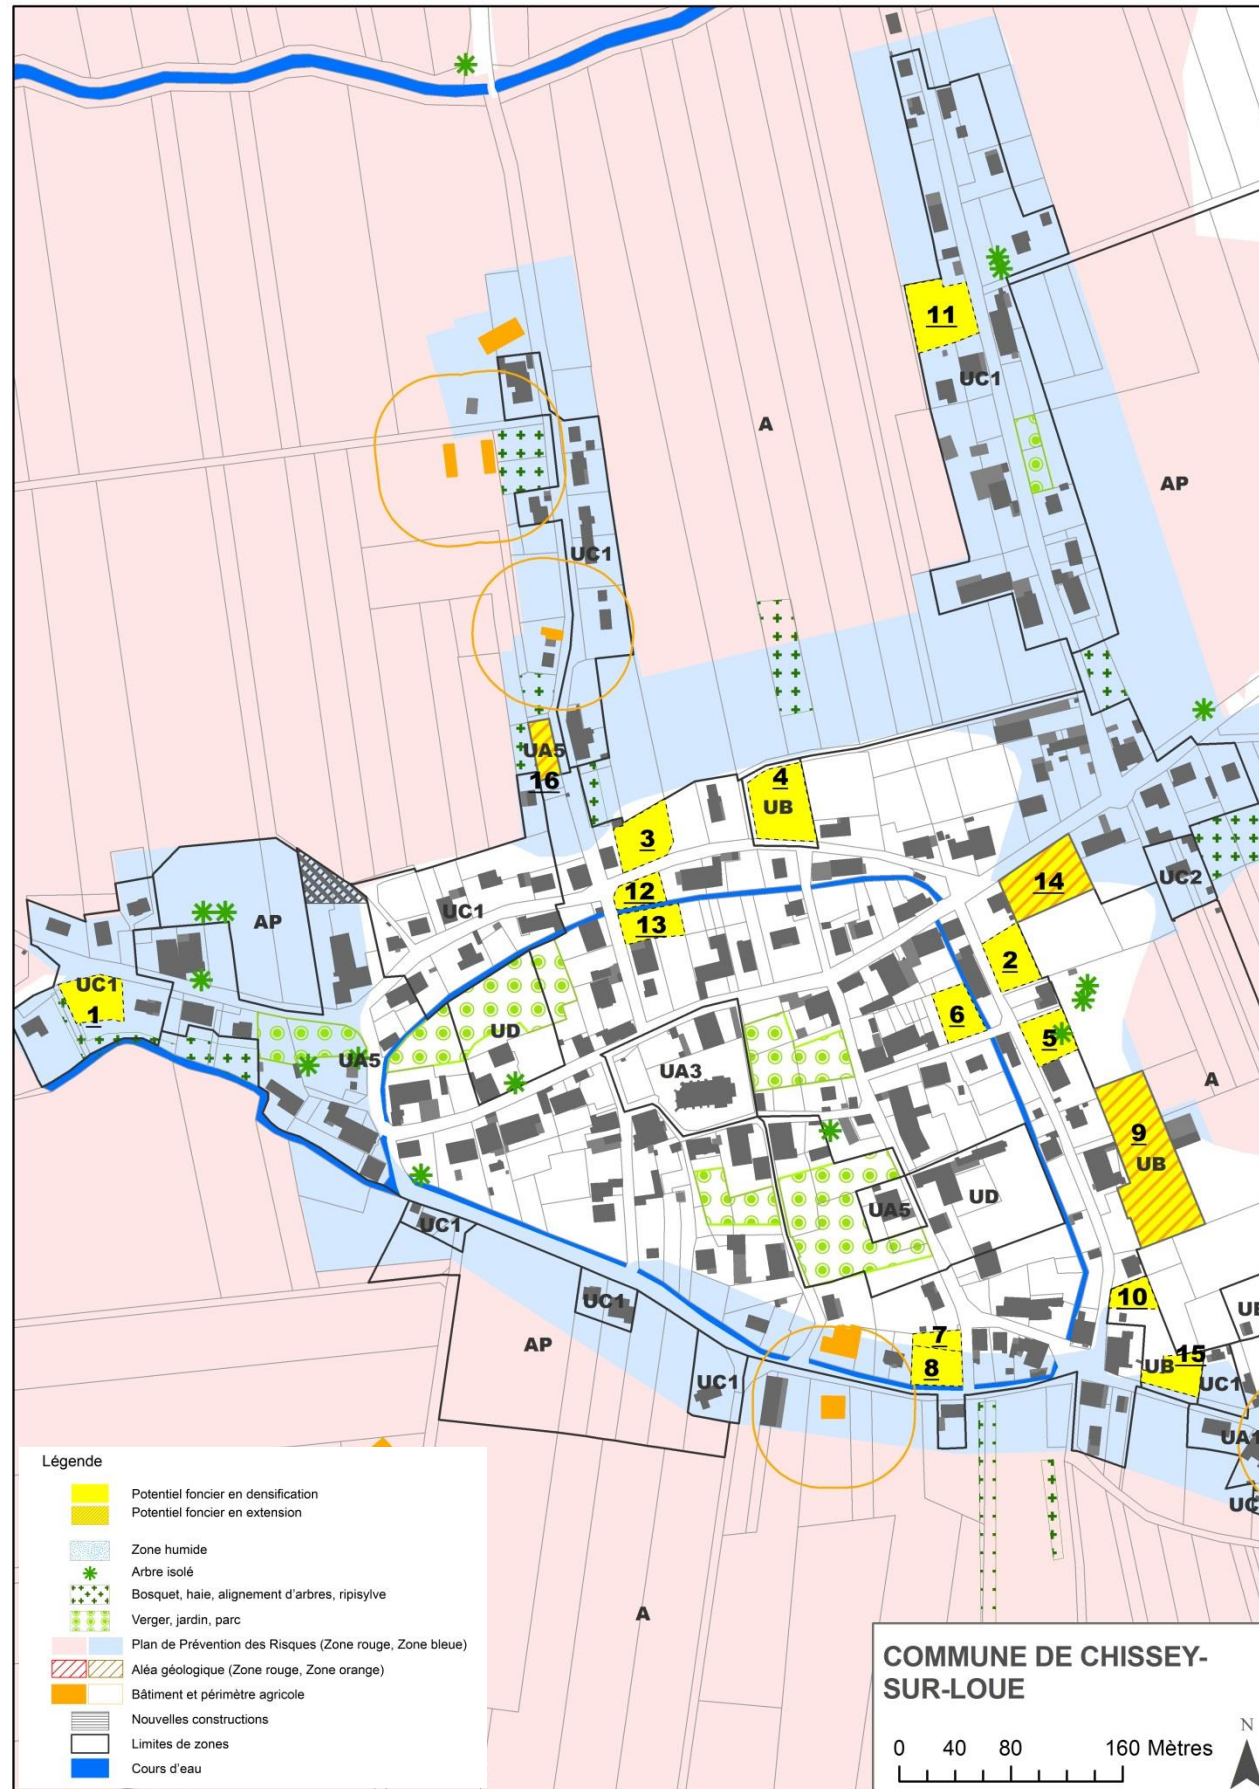 11
UC1
A
AP
UC1
UA5
16
4
UB
3
12
13
14
UC2
UC1
AP
UC1
1
2
6
5
UD
UA3
UA5
A
9
UB
UD
UA5
UC1
10
UC1
7
8
AP
UC1
15
UB
UC1
UA1
A
Légende
Potentiel foncier en densification
Potentiel foncier en extension
Zone humide
Arbre isolé
Bosquet, haie, alignement d'arbres, ripisylve
Verger, jardin, parc
Plan de Prévention des Risques (Zone rouge, Zone bleue)
Aléa géologique (Zone rouge, Zone orange)
Bâtiment et périmètre agricole
Nouvelles constructions
Limites de zones
Cours d'eau
COMMUNE DE CHISSEY-
SUR-LOUE
N
0 40 80 160 Mètres